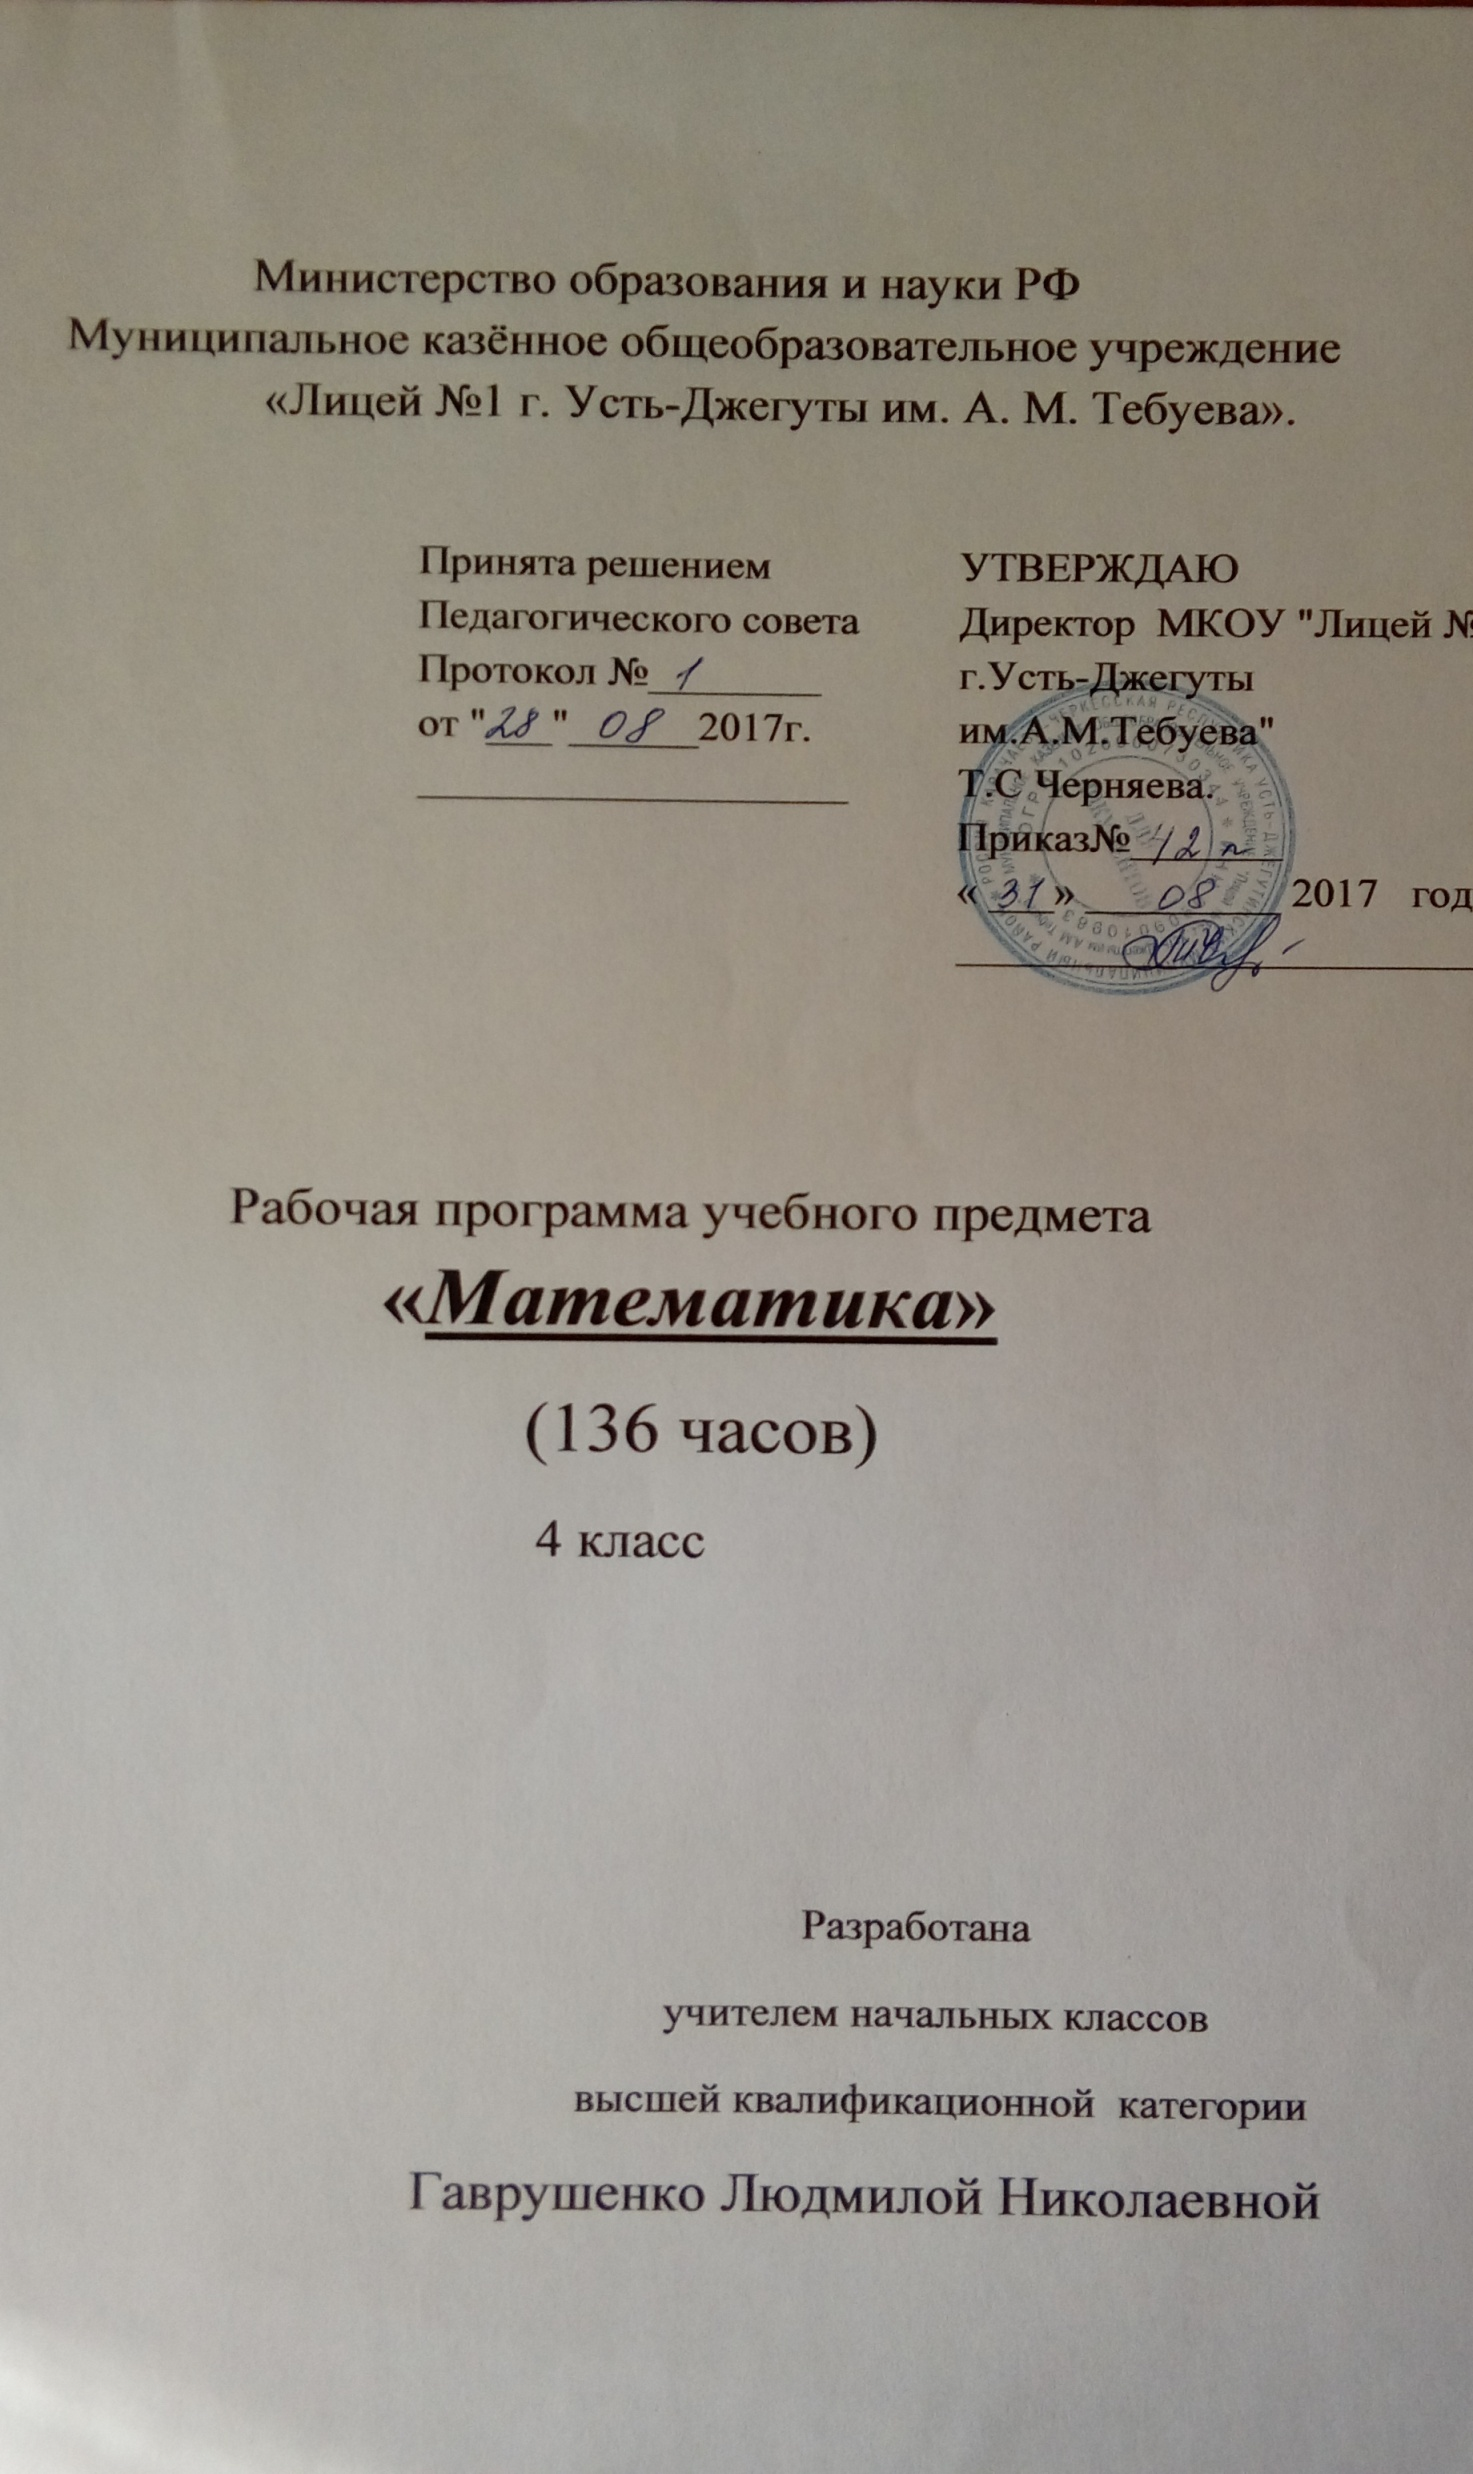 Министерство образования и науки РФ
Муниципальное казённое общеобразовательное учреждение
«Лицей №1 г. Усть-Джегуты им. А. М. Тебуева».
Принята решением
Педагогического совета
Протокол № 1
от "28" 08 2017г.
УТВЕРЖДАЮ
Директор МКОУ "Лицей №
г.Усть-Джегуты
им.А.М.Тебуева"
Т.С Черняева.
Приказ№ 42
«31» 08 2017 год
Рабочая программа учебного предмета
«Математика»
(136 часов)
4 класс
Разработана
учителем начальных классов
высшей квалификационной категории
Гаврушенко Людмилой Николаевной